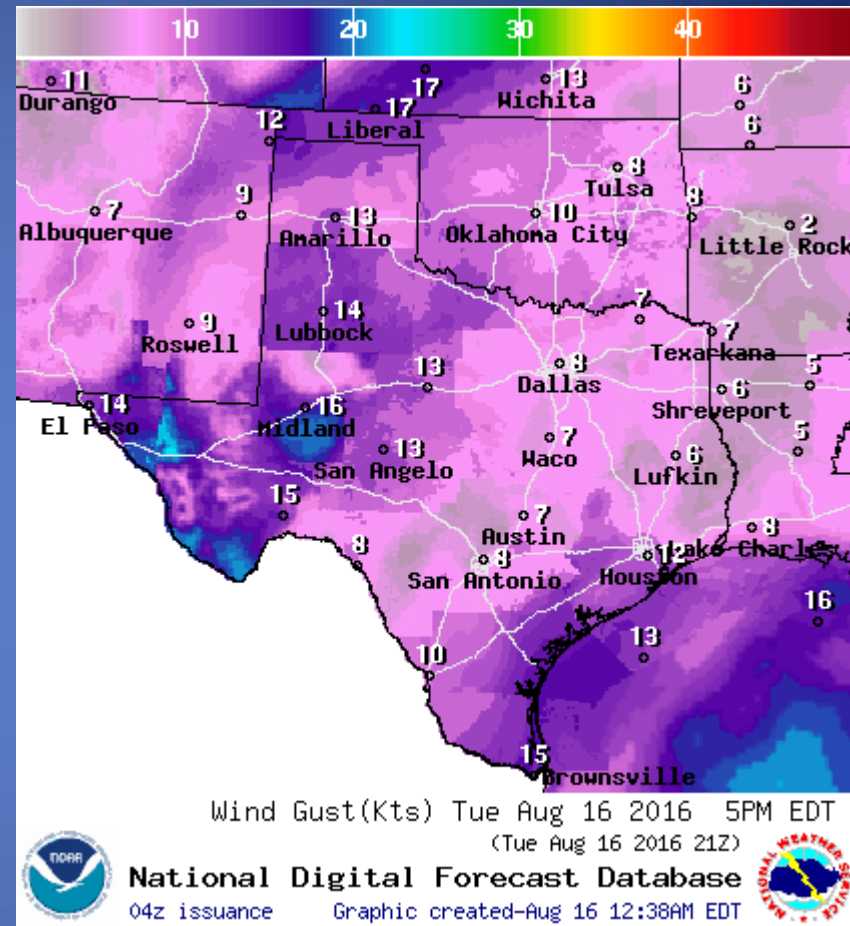 10 20 30 40
11
Durango
17
13
Wichita
6
17
Liberal
12
6
8
Tulsa
7
Albuquerque
9
13
Amarillo
10
Oklahoma City
8
2
Little Rock
9
Roswell
14
Lubbock
7
7
Texarkana
13
8
Dallas
6
Shreveport
5
14
El Paso
16
Midland
13
San Angelo
7
Waco
6
Lufkin
5
15
7
Austin
8
8
8
San Antonio
12
Houston
16
13
10
15
Brownsville
Wind Gust(Kts) Tue Aug 16 2016 5PM EDT
(Tue Aug 16 2016 21Z)
NOAA
National Digital Forecast Database
04z issuance Graphic created-Aug 16 12:38AM EDT
NATIONAL WEATHER SERVICE